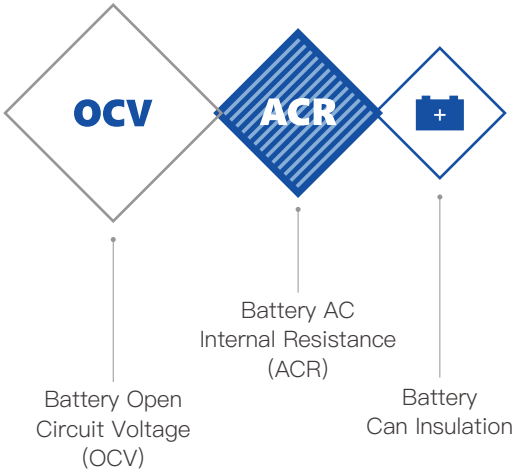 OCV
ACR
+
Battery AC
Internal Resistance
(ACR)
Battery Open
Circuit Voltage
(OCV)
Battery
Can Insulation